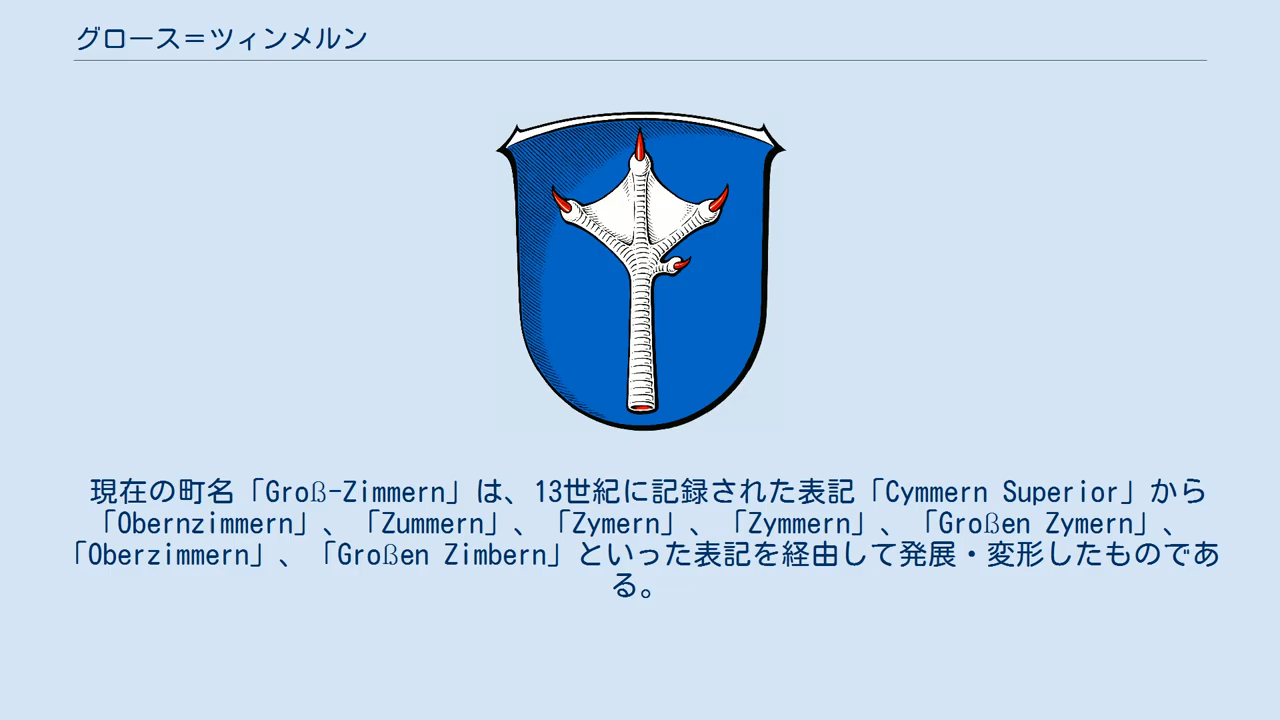 グロース＝ツィンメルン
現在の町名「Groß-Zimmern」は、13世紀に記録された表記「Cymmern Superior」から
「Obernzimmern」、「Zummern」、「Zymern」、「Zymmern」、「Großen Zymern」、
「Oberzimmern」、「Großen Zimbern」といった表記を経由して発展・変形したものであ
る。